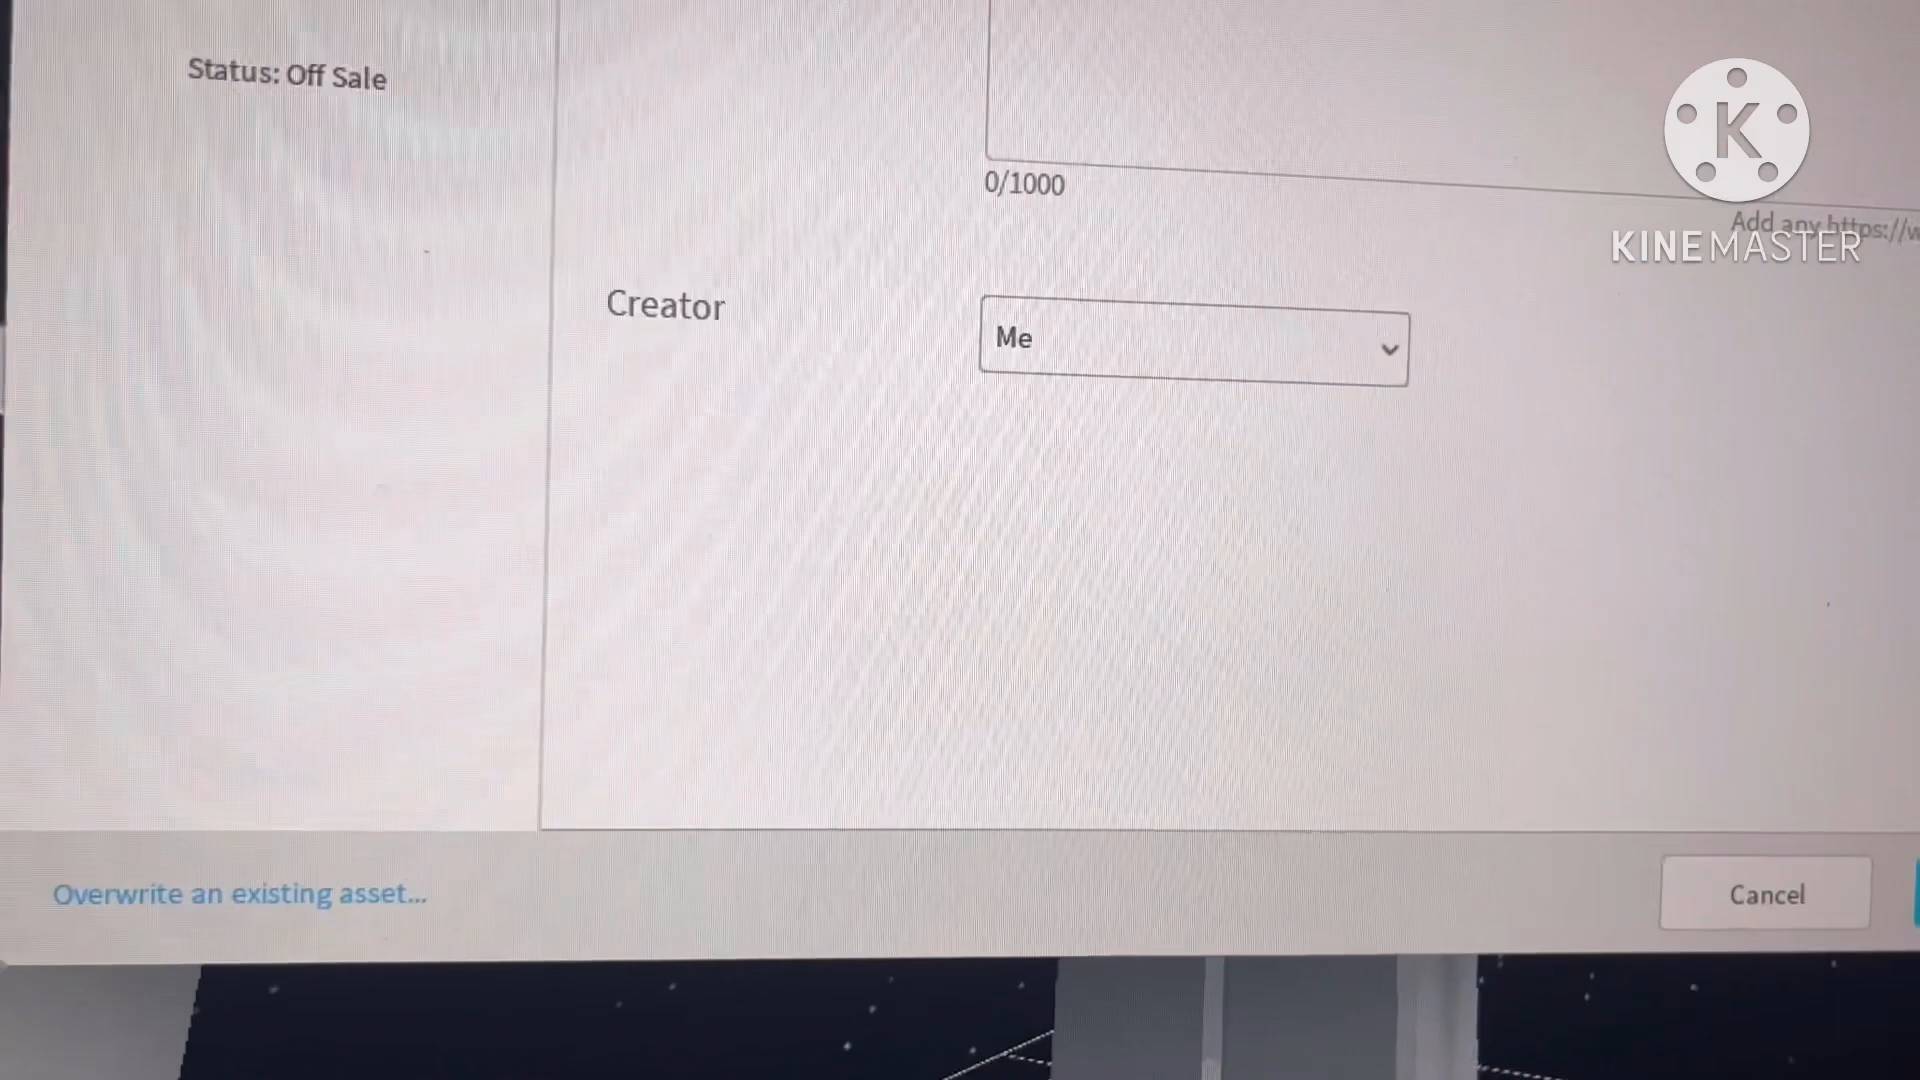 Status: Off Sale
0/1000
Add any https://w
K
KINEMASTER
Creator
Me
Overwrite an existing asset...
Cancel